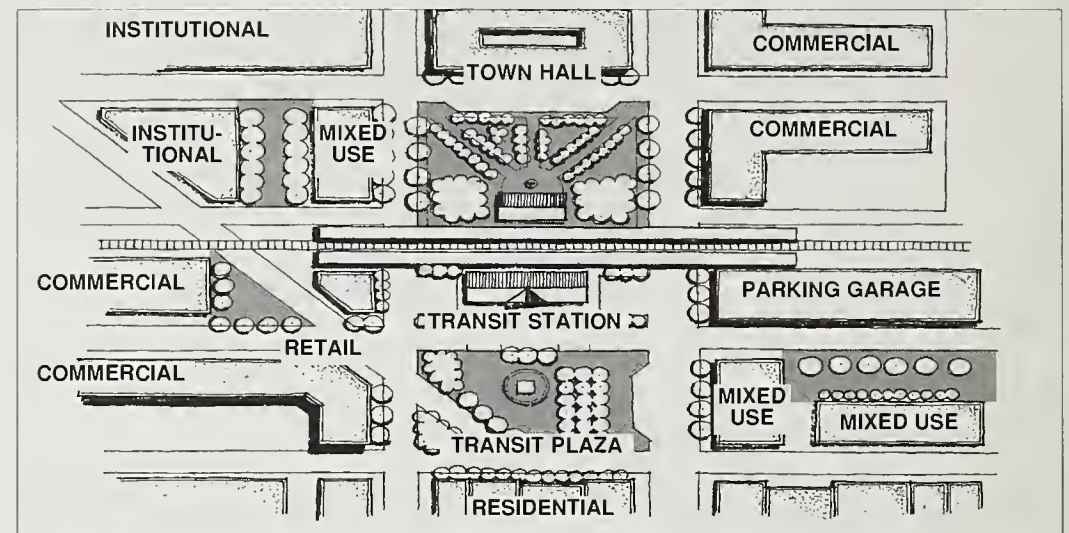 INSTITUTIONAL
TOWN HALL
COMMERCIAL
INSTITU-
TIONAL
MIXED
USE
COMMERCIAL
COMMERCIAL
TRANSIT STATION
PARKING GARAGE
RETAIL
COMMERCIAL
MIXED
USE
MIXED USE
TRANSIT PLAZA
RESIDENTIAL